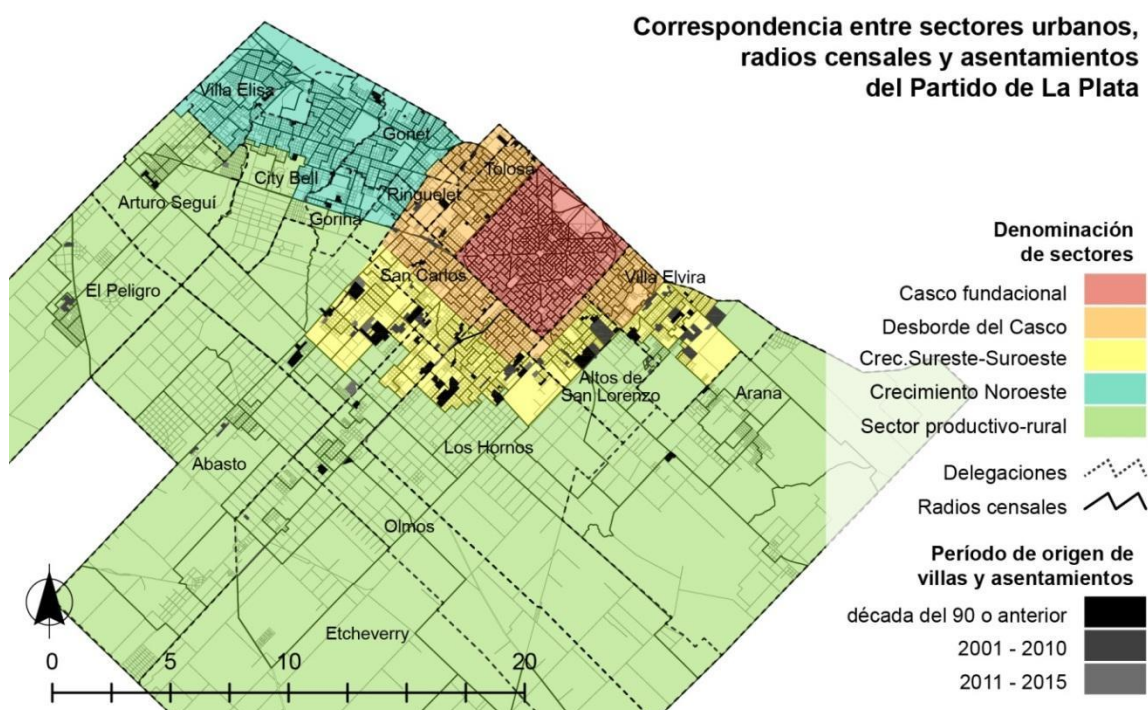 Correspondencia entre sectores urbanos,
radios censales y asentamientos
del Partido de La Plata
Villa Elisa
Gonet
City Bell
Tolosa
Ringuelet
Arturo Seguí
Gorina
San Carlos
Villa Elvira
El Peligro
Altos de
San Lorenzo
Arana
Los Hornos
Abasto
Olmos
Etcheverry
Denominación
de sectores
Casco fundacional
Desborde del Casco
Crec.Sureste-Suroeste
Crecimiento Noroeste
Sector productivo-rural
Delegaciones
Radios censales
Período de origen de
villas y asentamientos
década del 90 o anterior
2001 - 2010
2011 - 2015
0 5 10 20